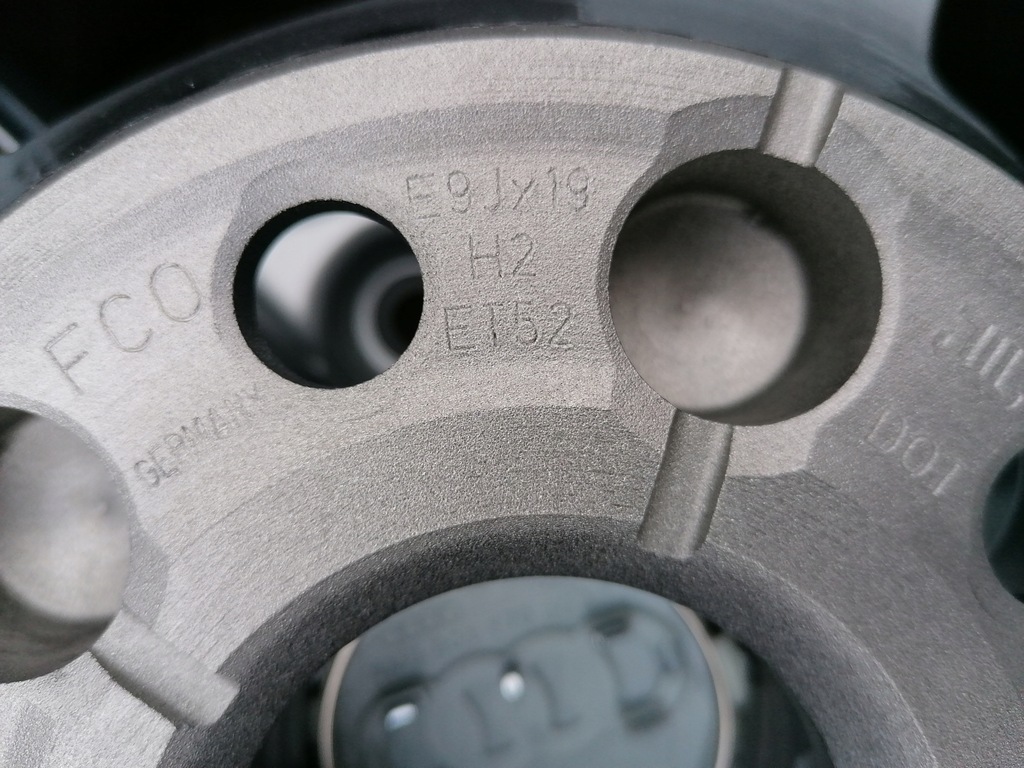 E9Jx19
H2
ET52
FCO
GERMANY
DOT